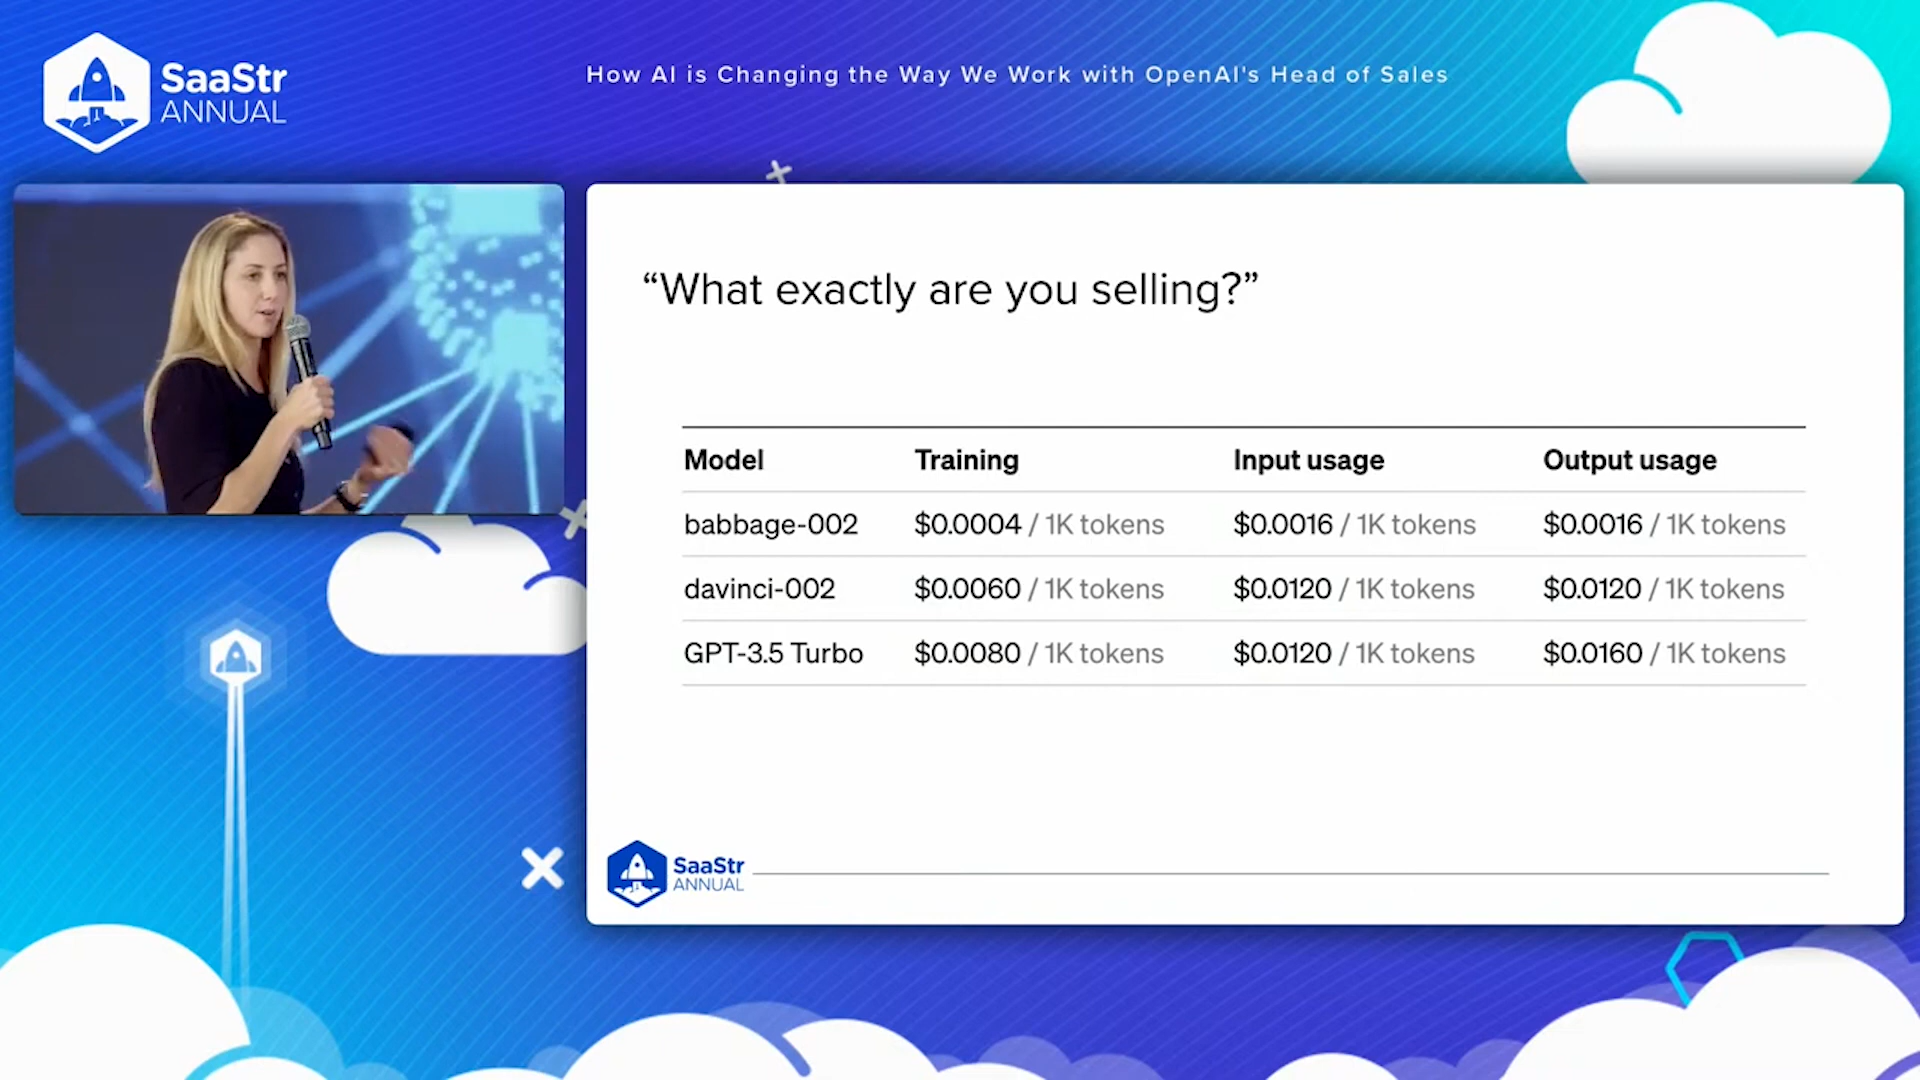 SaaStr
ANNUAL
How AI is Changing the Way We Work with OpenAI's Head of Sales
“What exactly are you selling?”
Model Training Input usage Output usage
babbage-002 $0.0004 / 1K tokens $0.0016 / 1K tokens $0.0016 / 1K tokens
davinci-002 $0.0060 / 1K tokens $0.0120 / 1K tokens $0.0120 / 1K tokens
GPT-3.5 Turbo $0.0080 / 1K tokens $0.0120 / 1K tokens $0.0160 / 1K tokens
SaaStr
ANNUAL